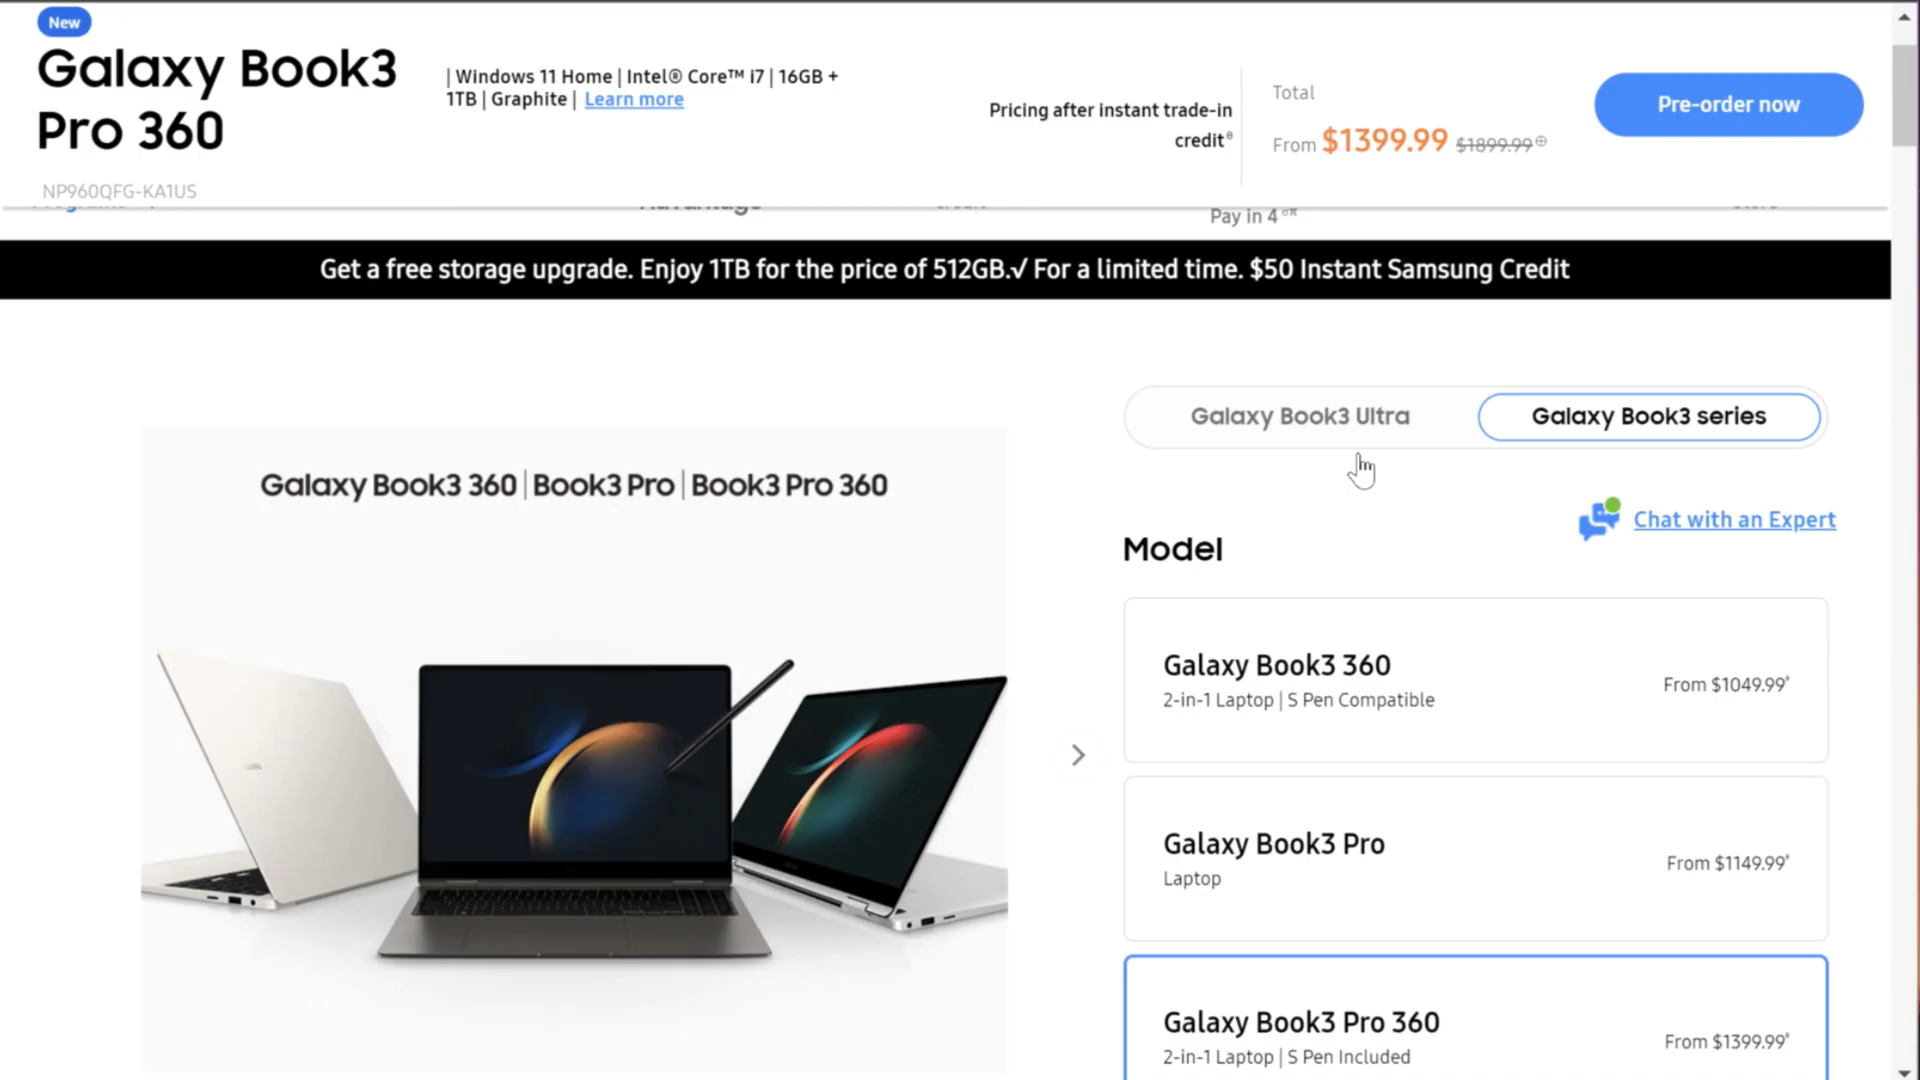 New
Galaxy Book3
Pro 360
NP960QFG-KA1US
| Windows 11 Home | Intel® Core™ i7 | 16GB +
1TB | Graphite | Learn more
Pricing after instant trade-in
credit
Total
From $1399.99 $1899.99
Pre-order now
Pay in 4
Get a free storage upgrade. Enjoy 1TB for the price of 512GB.√ For a limited time. $50 Instant Samsung Credit
Galaxy Book3 360 | Book3 Pro | Book3 Pro 360
Galaxy Book3 Ultra
Galaxy Book3 series
Chat with an Expert
Model
Galaxy Book3 360
2-in-1 Laptop | S Pen Compatible
From $1049.99
Galaxy Book3 Pro
Laptop
From $1149.99
Galaxy Book3 Pro 360
2-in-1 Laptop | S Pen Included
From $1399.99